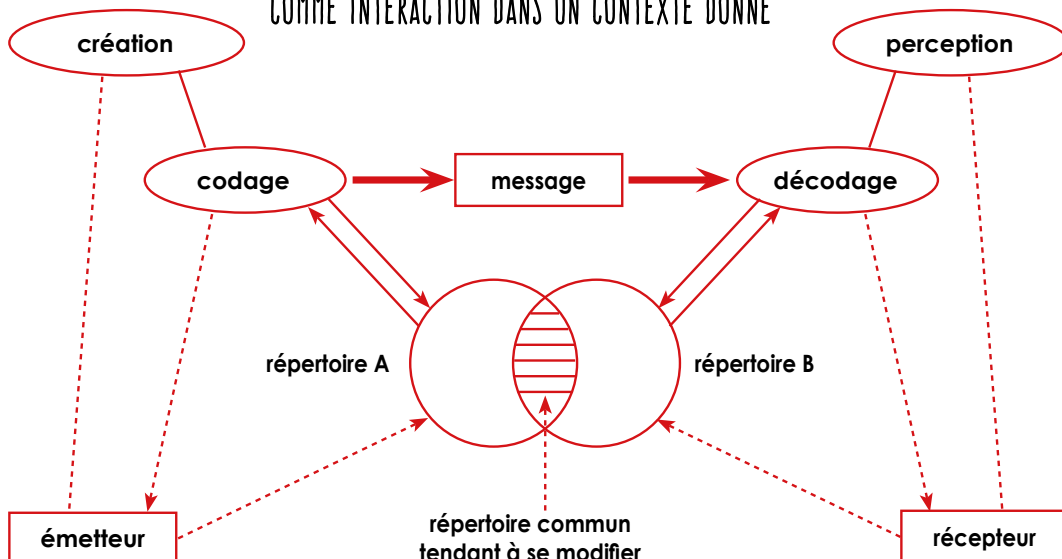 COMME INTERACTION DANS UN CONTEXTE DONNÉ
création
perception
codage
message
décodage
répertoire A
répertoire B
émetteur
répertoire commun
tendant à se modifier
récepteur